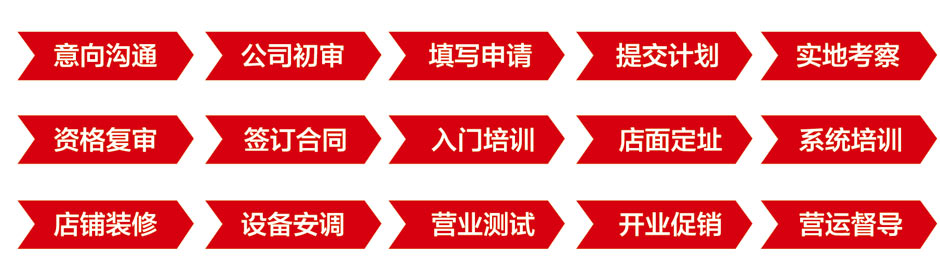 意向沟通 公司初审 填写申请 提交计划 实地考察
资格复审 签订合同 入门培训 店面定址 系统培训
店铺装修 设备安调 营业测试 开业促销 营运督导